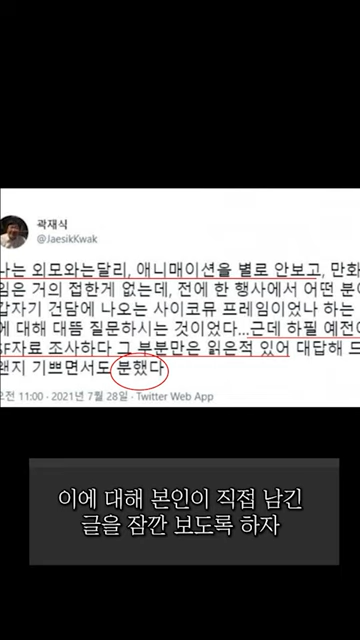 곽재식
@JaesikKwak
나는 외모와는달리, 애니매이션을 별로 안보고, 만화
임은 거의 접한게 없는데, 전에 한 행사에서 어떤 분이
갑자기 건담에 나오는 사이코뮤 프레임이었나 하는
에 대해 대뜸 질문하시는 것이었다...근데 하필 예전에
SF자료 조사하다 그 부분만은 읽은적 있어 대답해 드
왠지 기쁘면서도 분했다
오전 11:00 · 2021년 7월 28일 · Twitter Web App
이에 대해 본인이 직접 남긴
글을 잠깐 보도록 하자